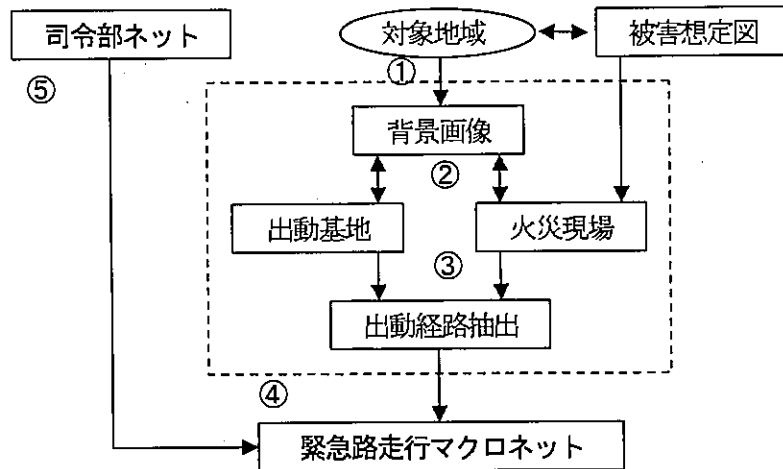 司令部ネット
対象地域
被害想定図
①
⑤
背景画像
②
出動基地
火災現場
③
出動経路抽出
④
緊急路走行マクロネット